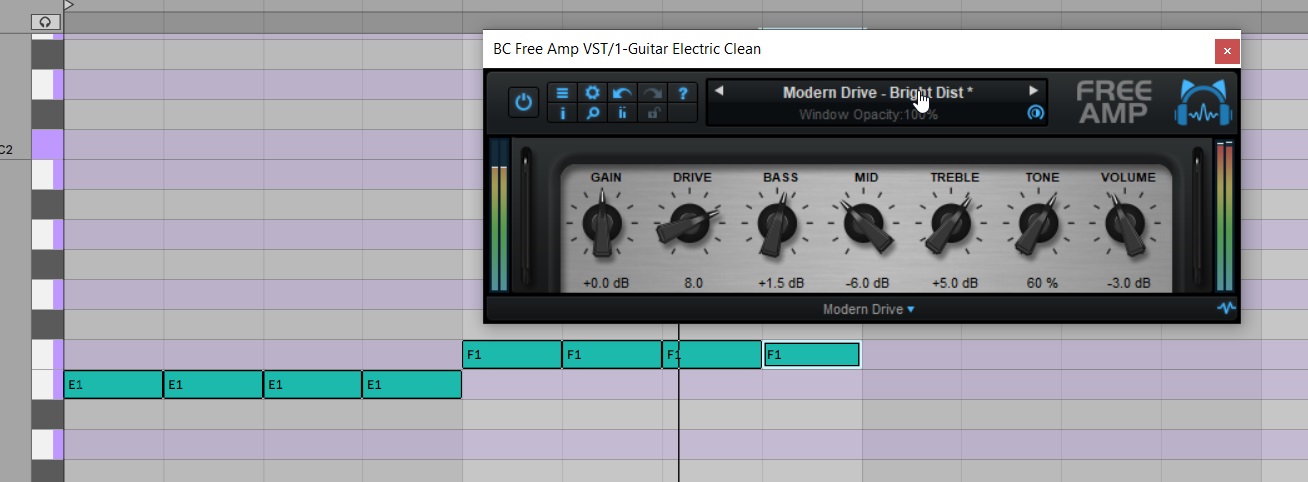 BC Free Amp VST/1-Guitar Electric Clean
Modern Drive - Bright Dist *
Window Opacity:100%
FREE
AMP
C2
GAIN DRIVE BASS MID TREBLE TONE VOLUME
+0.0 dB 8.0 +1.5 dB -6.0 dB +5.0 dB 60 % -3.0 dB
Modern Drive
F1 F1 F1 F1
E1 E1 E1 E1